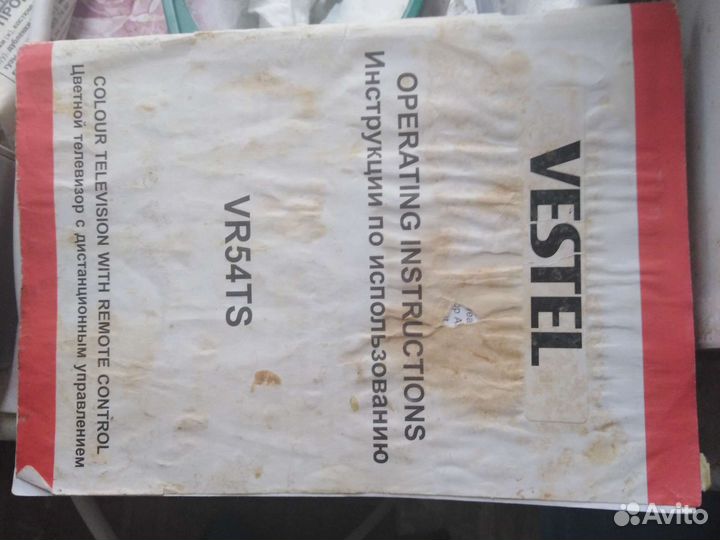 VESTEL
OPERATING INSTRUCTIONS
Инструкции по использованию
VR54TS
COLOUR TELEVISION WITH REMOTE CONTROL
Цветной телевизор с дистанционным управлением
Avito